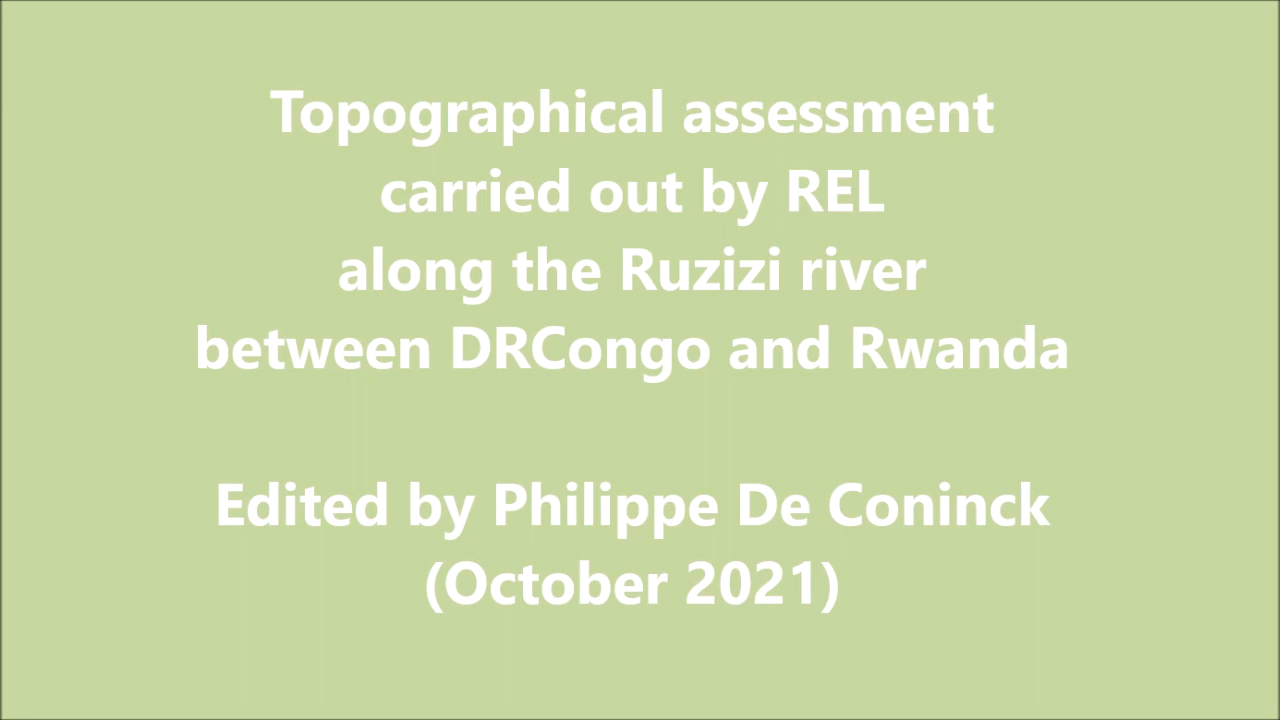 Topographical assessment
carried out by REL
along the Ruzizi river
between DRCongo and Rwanda
Edited by Philippe De Coninck
(October 2021)